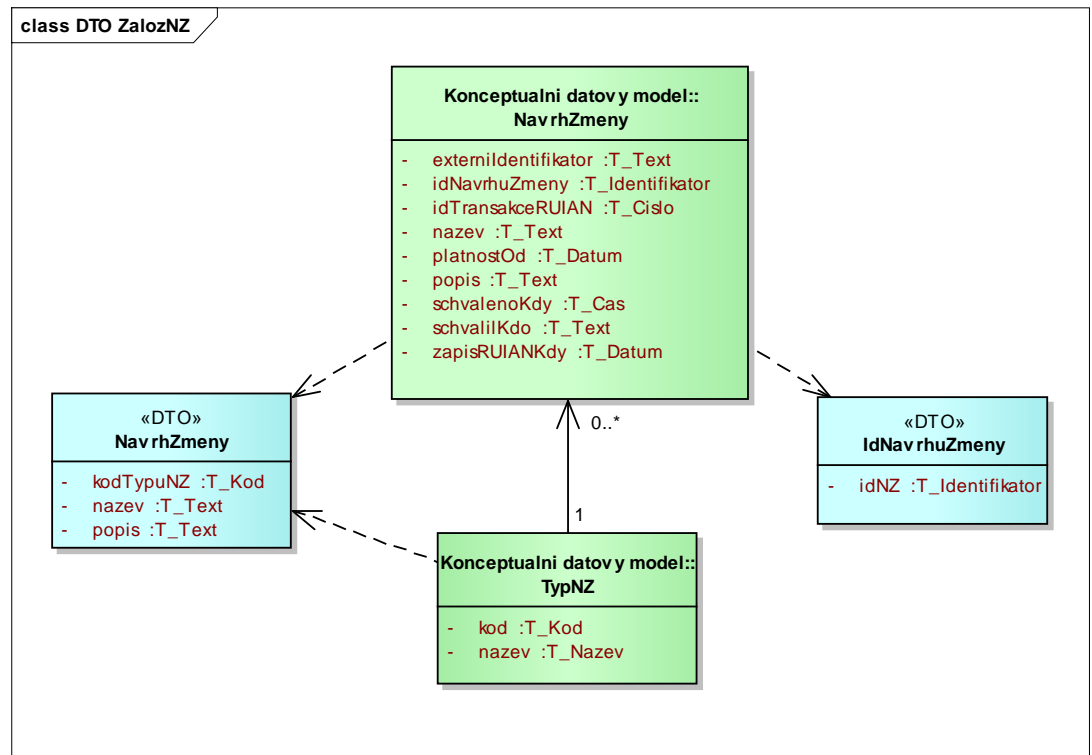 class DTO ZalozNZ
Konceptualni datovy model::
NavrhZmeny
- externiIdentifikator :T_Text
- idNavrhuZmeny :T_Identifikator
- idTransakceRUIAN :T_Cislo
- nazev :T_Text
- platnostOd :T_Datum
- popis :T_Text
- schvalenoKdy :T_Cas
- schvalilKdo :T_Text
- zapisRUIANKdy :T_Datum
«DTO»
NavrhZmeny
- kodTypuNZ :T_Kod
- nazev :T_Text
- popis :T_Text
«DTO»
IdNavrhuZmeny
- idNZ :T_Identifikator
0..*
1
Konceptualni datovy model::
TypNZ
- kod :T_Kod
- nazev :T_Nazev